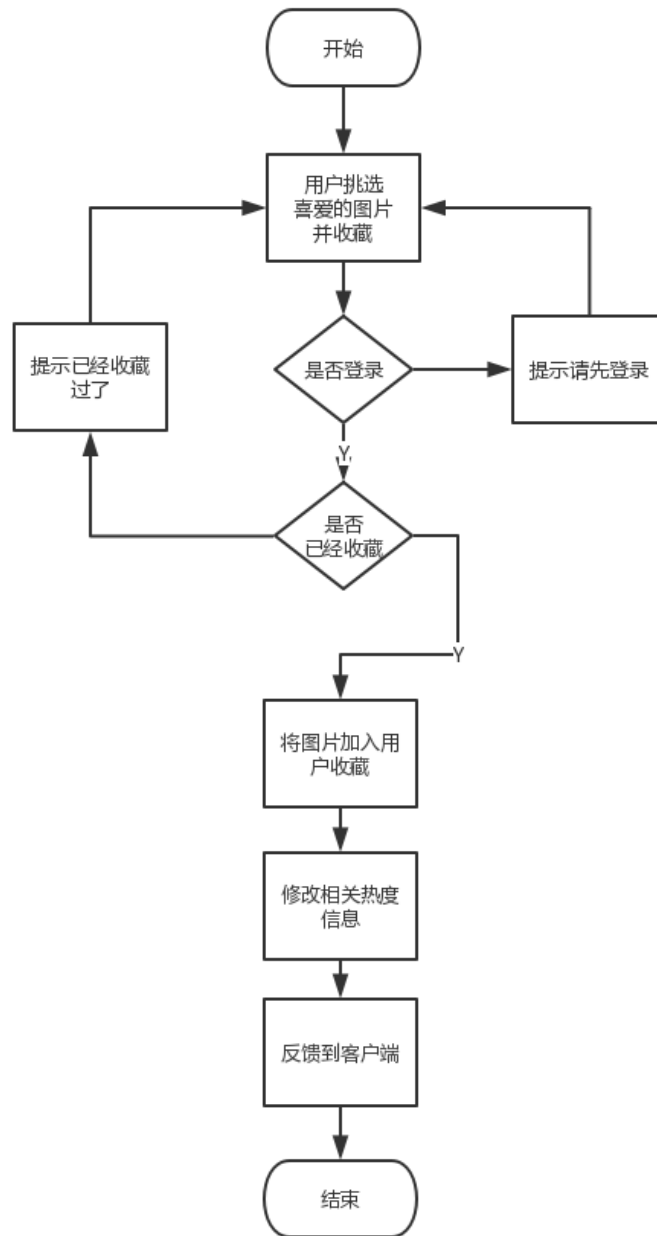 开始
用户挑选
喜爱的图片
并收藏
提示已经收藏
过了
是否登录
提示请先登录
Y
是否
已经收藏
Y
将图片加入用
户收藏
修改相关热度
信息
反馈到客户端
结束